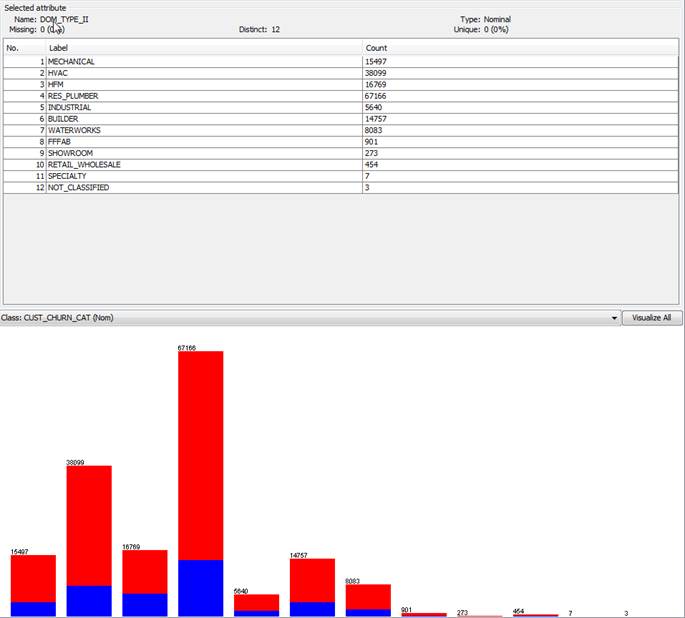 Selected attribute
Name: DOM_TYPE_II Type: Nominal
Missing: 0 (0%) Distinct: 12 Unique: 0 (0%)
No. Label Count
1 MECHANICAL 15497
2 HVAC 38099
3 HFM 16769
4 RES_PLUMBER 67166
5 INDUSTRIAL 5640
6 BUILDER 14757
7 WATERWORKS 8083
8 FFFAB 901
9 SHOWROOM 273
10 RETAIL_WHOLESALE 454
11 SPECIALTY 7
12 NOT_CLASSIFIED 3
Class: CUST_CHURN_CAT (Nom) Visualize All
67166
38099
15497 16769
14757
5640 8083
901 273 454 7 3